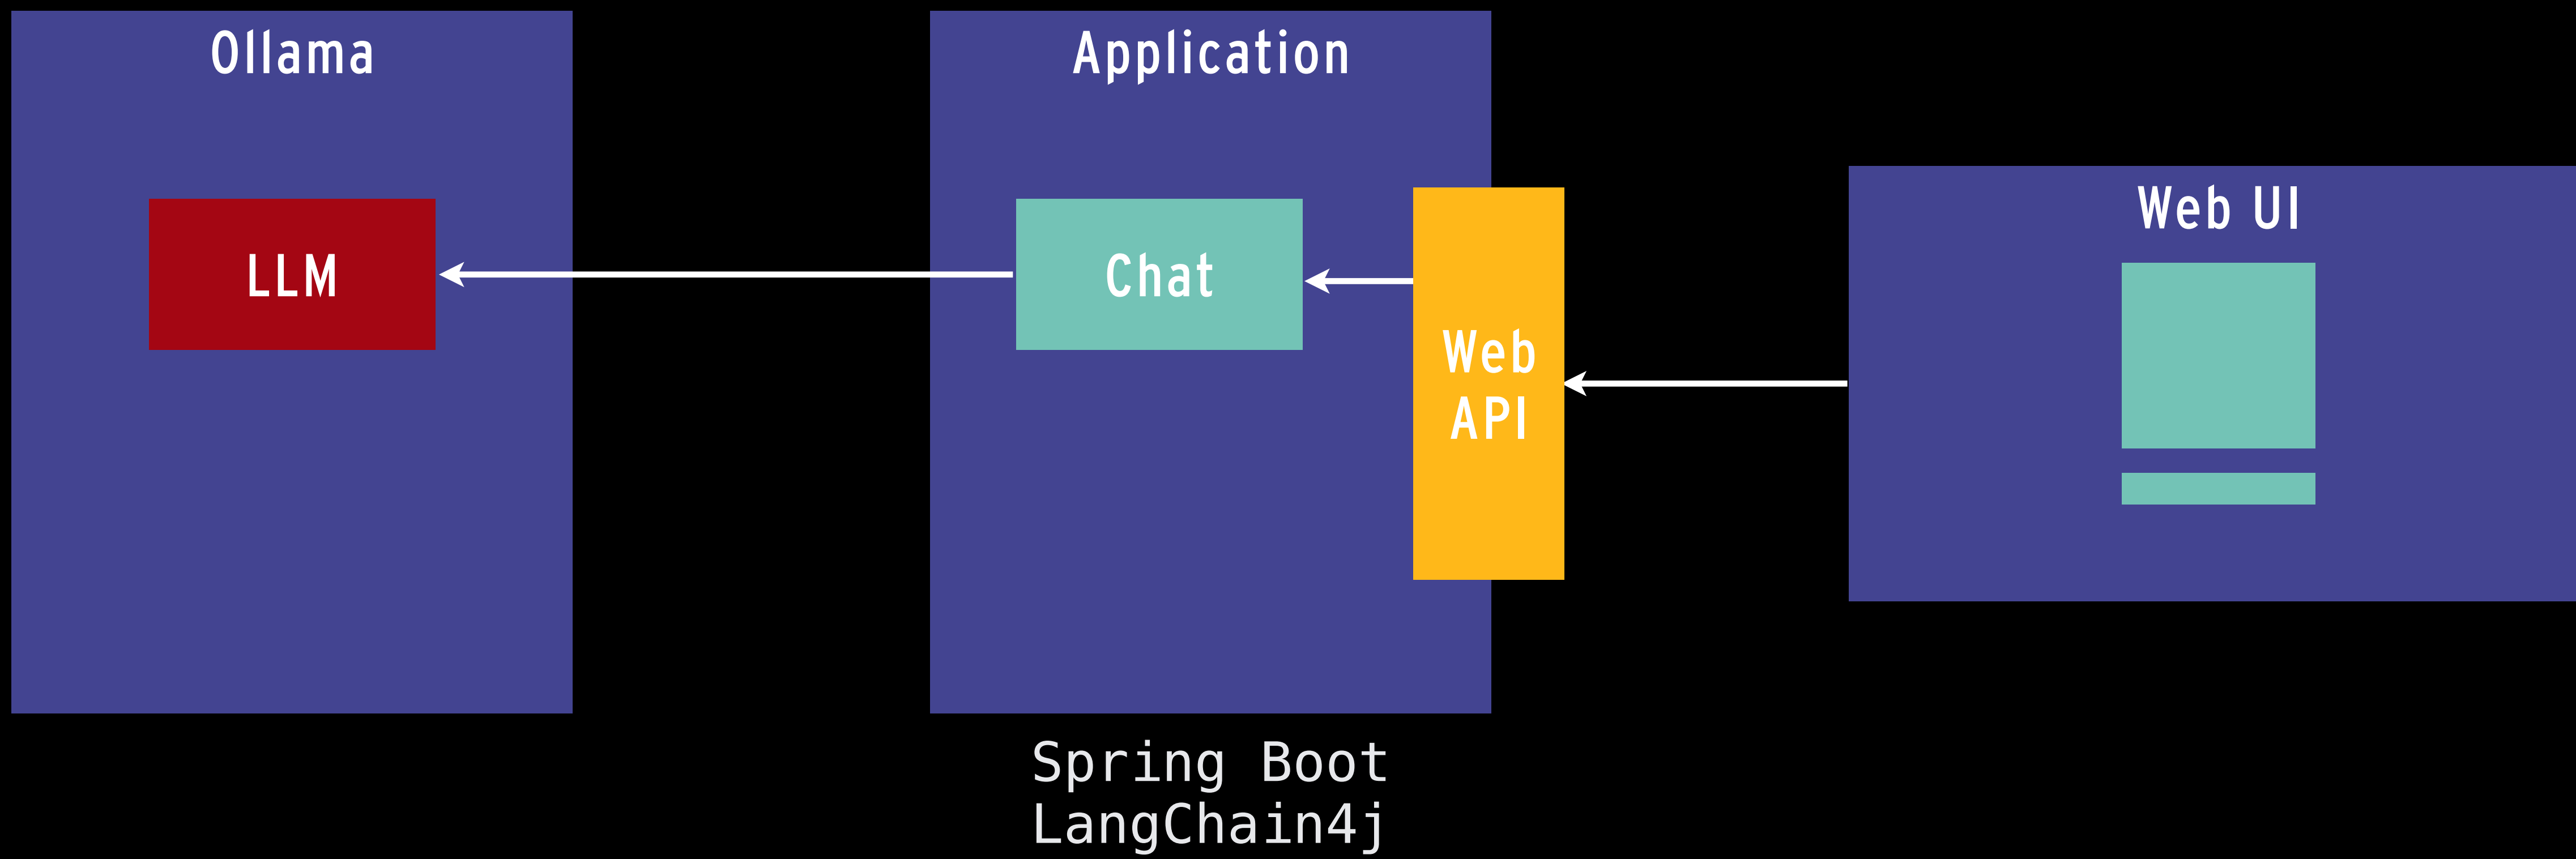 Ollama
LLM
Application
Chat
Web
API
Web UI
Spring Boot
LangChain4j